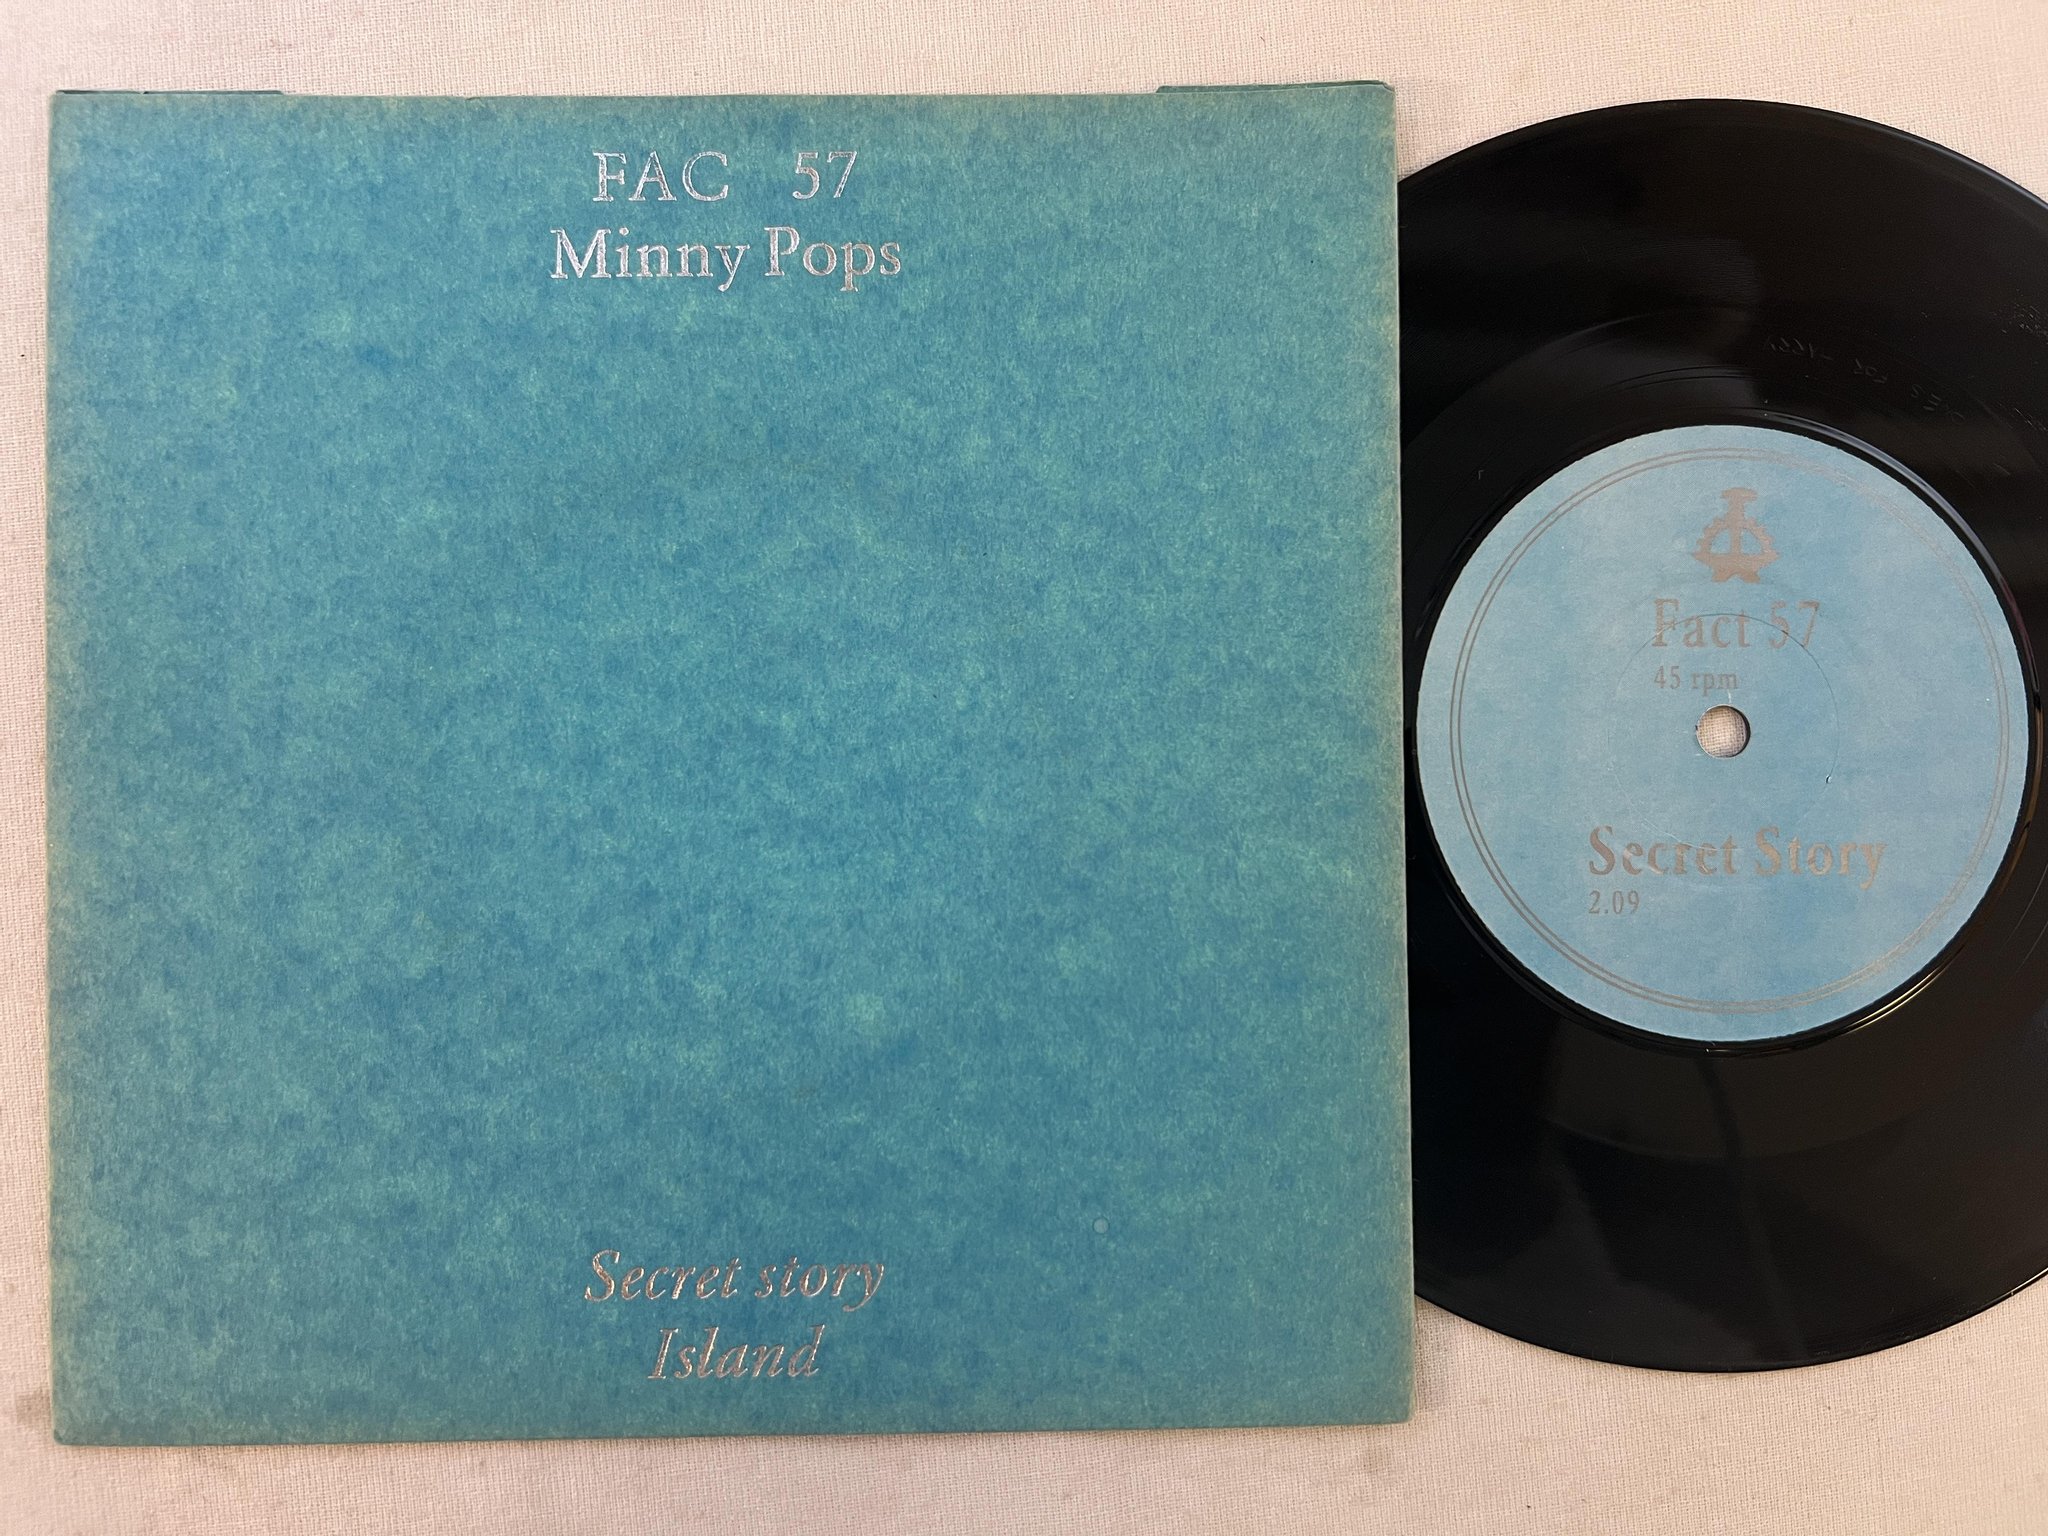 FAC 57
Minny Pops
Secret story
Island
Fact 57
45 rpm
Secret Story
2.09